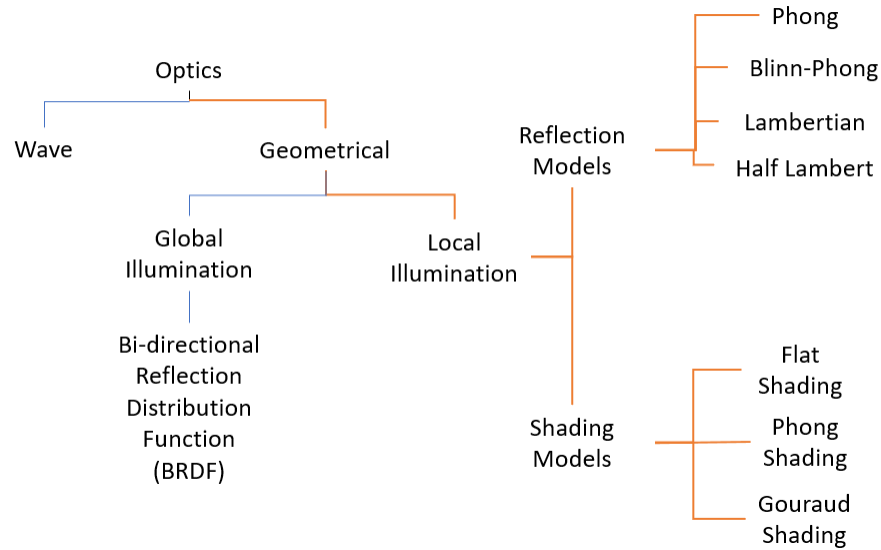 Optics
Wave
Geometrical
Global
Illumination
Bi-directional
Reflection
Distribution
Function
(BRDF)
Local
Illumination
Reflection
Models
Phong
Blinn-Phong
Lambertian
Half Lambert
Shading
Models
Flat
Shading
Phong
Shading
Gouraud
Shading